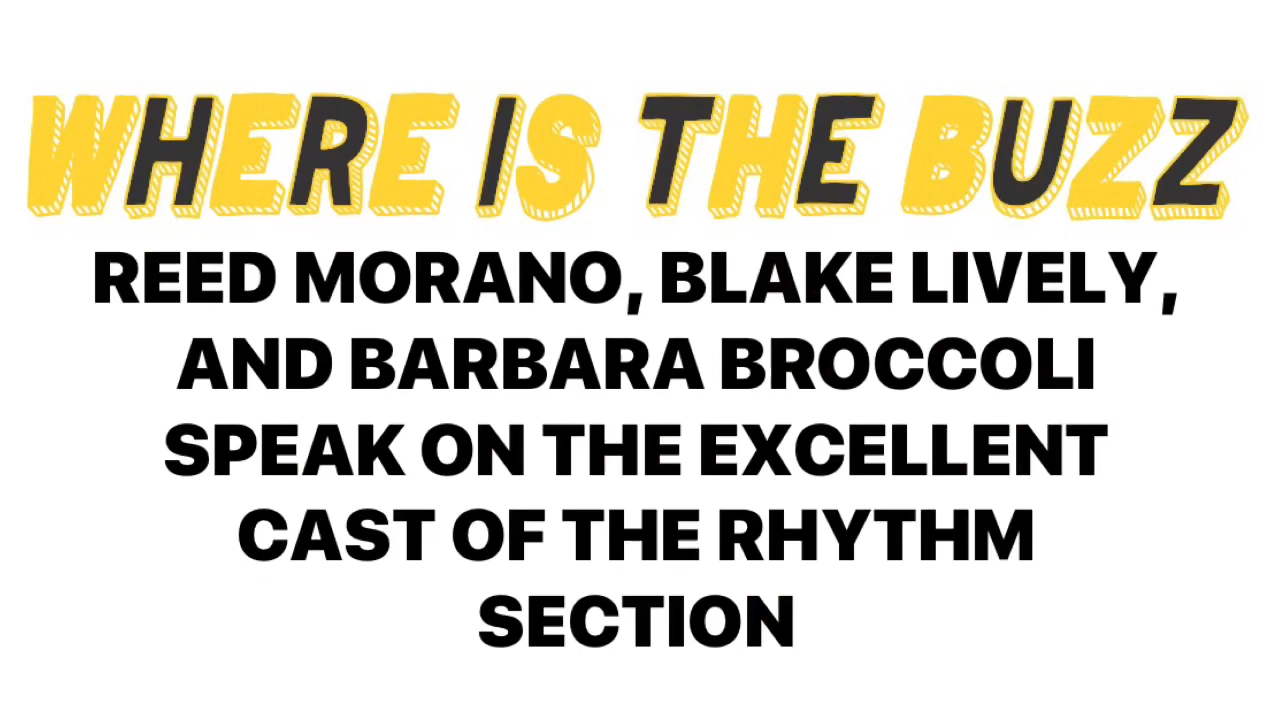 WHERE IS THE BUZZ
REED MORANO, BLAKE LIVELY,
AND BARBARA BROCCOLI
SPEAK ON THE EXCELLENT
CAST OF THE RHYTHM
SECTION